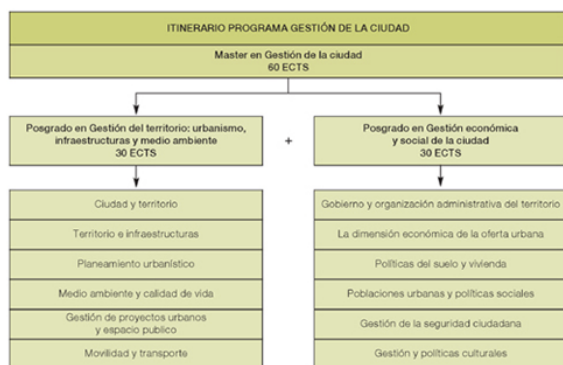 ITINERARIO PROGRAMA GESTIÓN DE LA CIUDAD
Master en Gestión de la ciudad
60 ECTS
Posgrado en Gestión del territorio: urbanismo,
infraestructuras y medio ambiente
30 ECTS
+
Posgrado en Gestión económica
y social de la ciudad
30 ECTS
Ciudad y territorio
Territorio e infraestructuras
Planeamiento urbanístico
Medio ambiente y calidad de vida
Gestión de proyectos urbanos
y espacio publico
Movilidad y transporte
Gobierno y organización administrativa del territorio
La dimensión económica de la oferta urbana
Políticas del suelo y vivienda
Poblaciones urbanas y políticas sociales
Gestión de la seguridad ciudadana
Gestión y políticas culturales